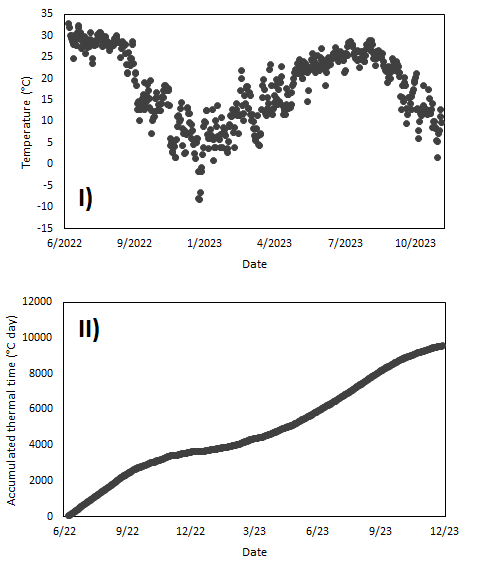 35
30
25
20
15
10
5
0
-5
-10
-15
Temperature (°C)
I)
6/2022 9/2022 1/2023 4/2023 7/2023 10/2023
Date
12000
10000
8000
6000
4000
2000
0
Accumulated thermal time (°C day)
II)
6/22 9/22 12/22 3/23 6/23 9/23 12/23
Date